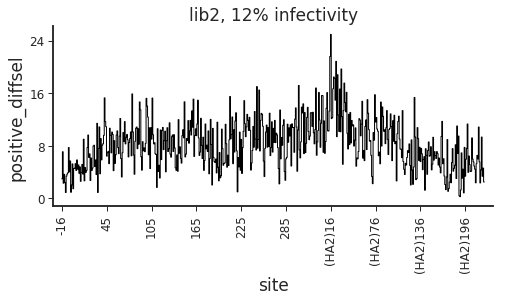 lib2, 12% infectivity
positive_diffsel
24
16
8
0
-16
45
105
165
225
285
(HA2)16
(HA2)76
(HA2)136
(HA2)196
site